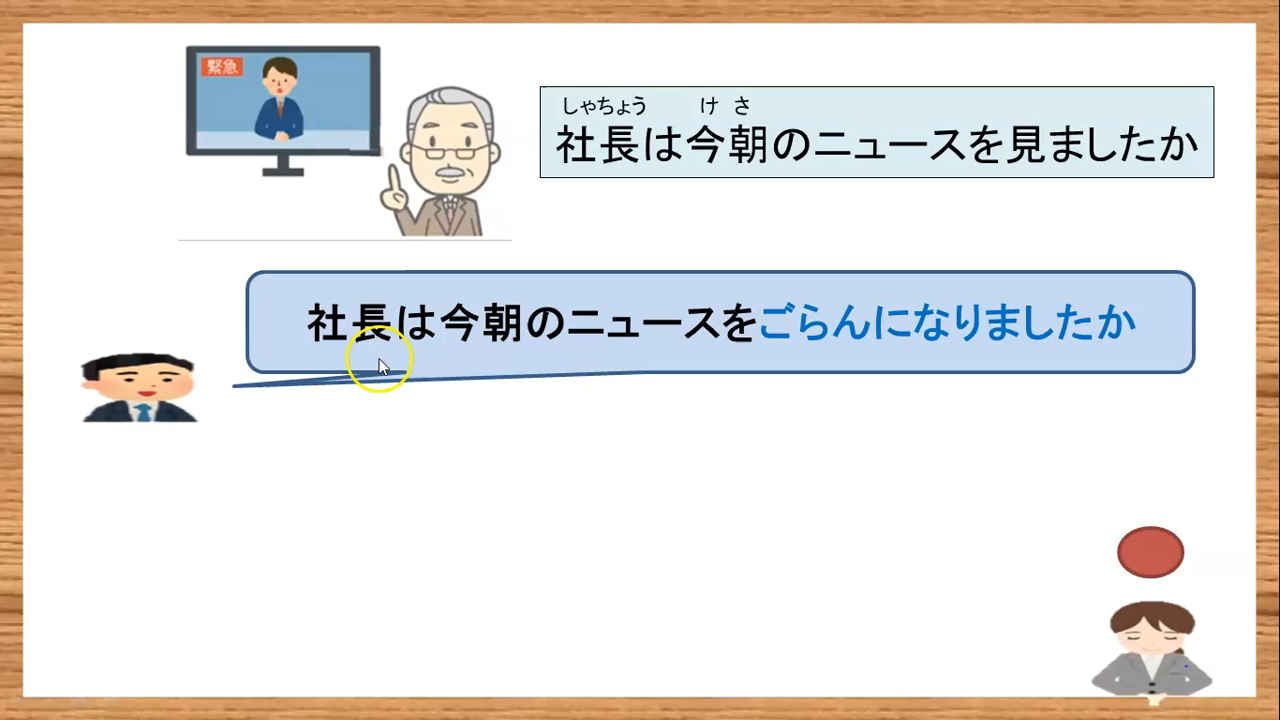 緊急
しゃちょう けさ
社長は今朝のニュースを見ましたか
社長は今朝のニュースをごらんになりましたか